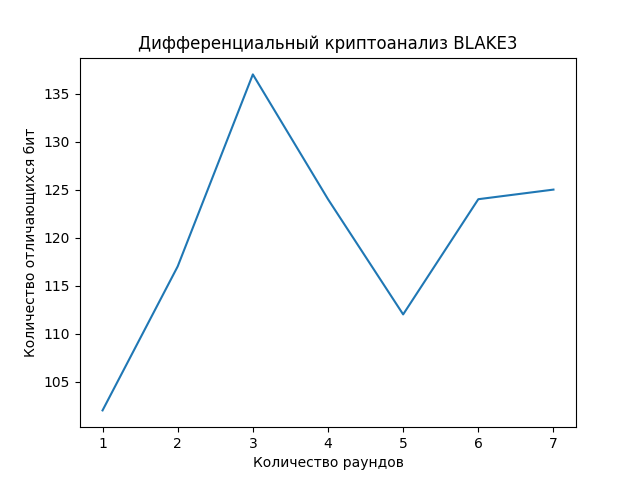 Дифференциальный криптоанализ BLAKE3
Количество отличающихся бит
135
130
125
120
115
110
105
1 2 3 4 5 6 7
Количество раундов